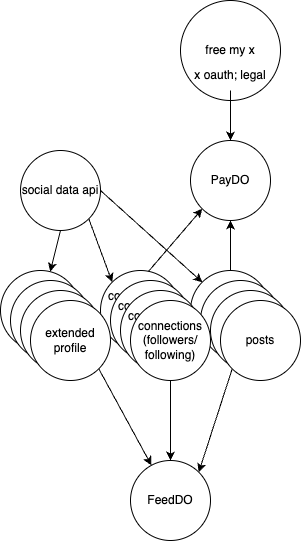 free my x
x oauth; legal
PayDO
social data api
co
co
co
extended
profile
connections
(followers/
following)
posts
FeedDO